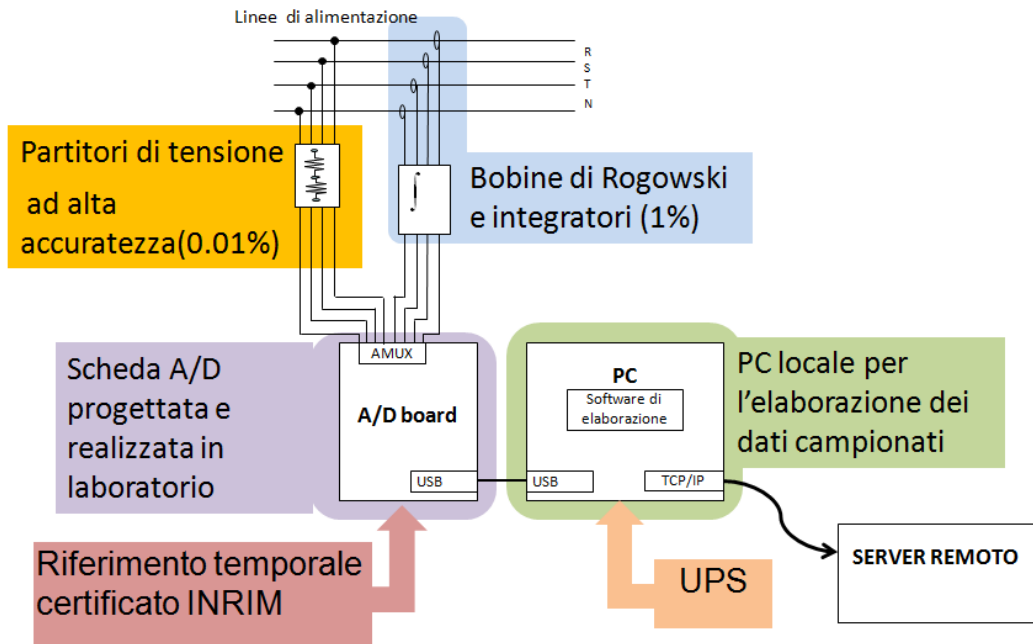 Linee di alimentazione
R
S
T
N
Partitori di tensione
ad alta
accuratezza(0.01%)
Bobine di Rogowski
e integratori (1%)
Scheda A/D
progettata e
realizzata in
laboratorio
AMUX
A/D board
USB
PC
Software di
elaborazione
USB
TCP/IP
PC locale per
l’elaborazione dei
dati campionati
Riferimento temporale
certificato INRIM
UPS
SERVER REMOTO